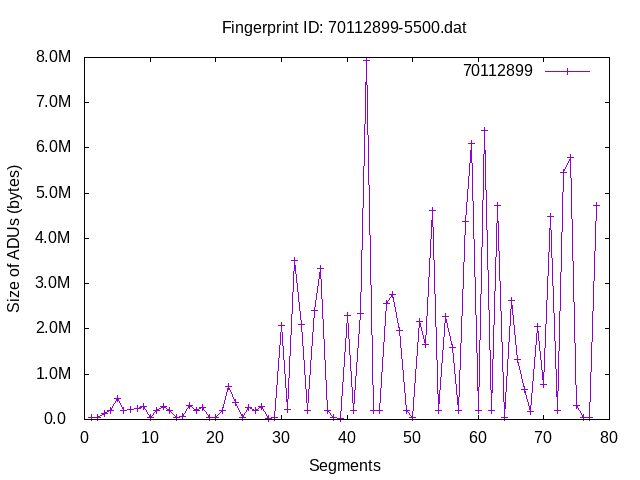 Fingerprint ID: 70112899-5500.dat
8.0M
70112899
7.0M
6.0M
5.0M
4.0M
3.0M
2.0M
1.0M
0.0
0 10 20 30 40 50 60 70 80
Size of ADUs (bytes)
Segments